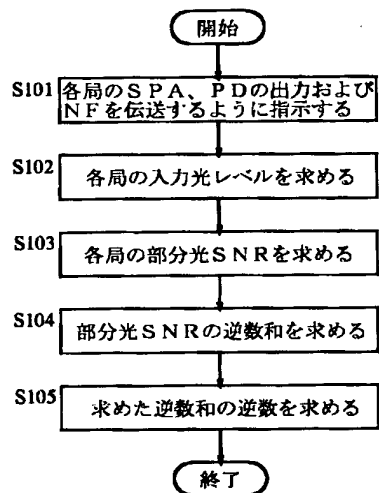 開始
S101 各局のSPA、PDの出力および
NFを伝送するように指示する
S102 各局の入力光レベルを求める
S103 各局の部分光SNRを求める
S104 部分光SNRの逆数和を求める
S105 求めた逆数和の逆数を求める
終了